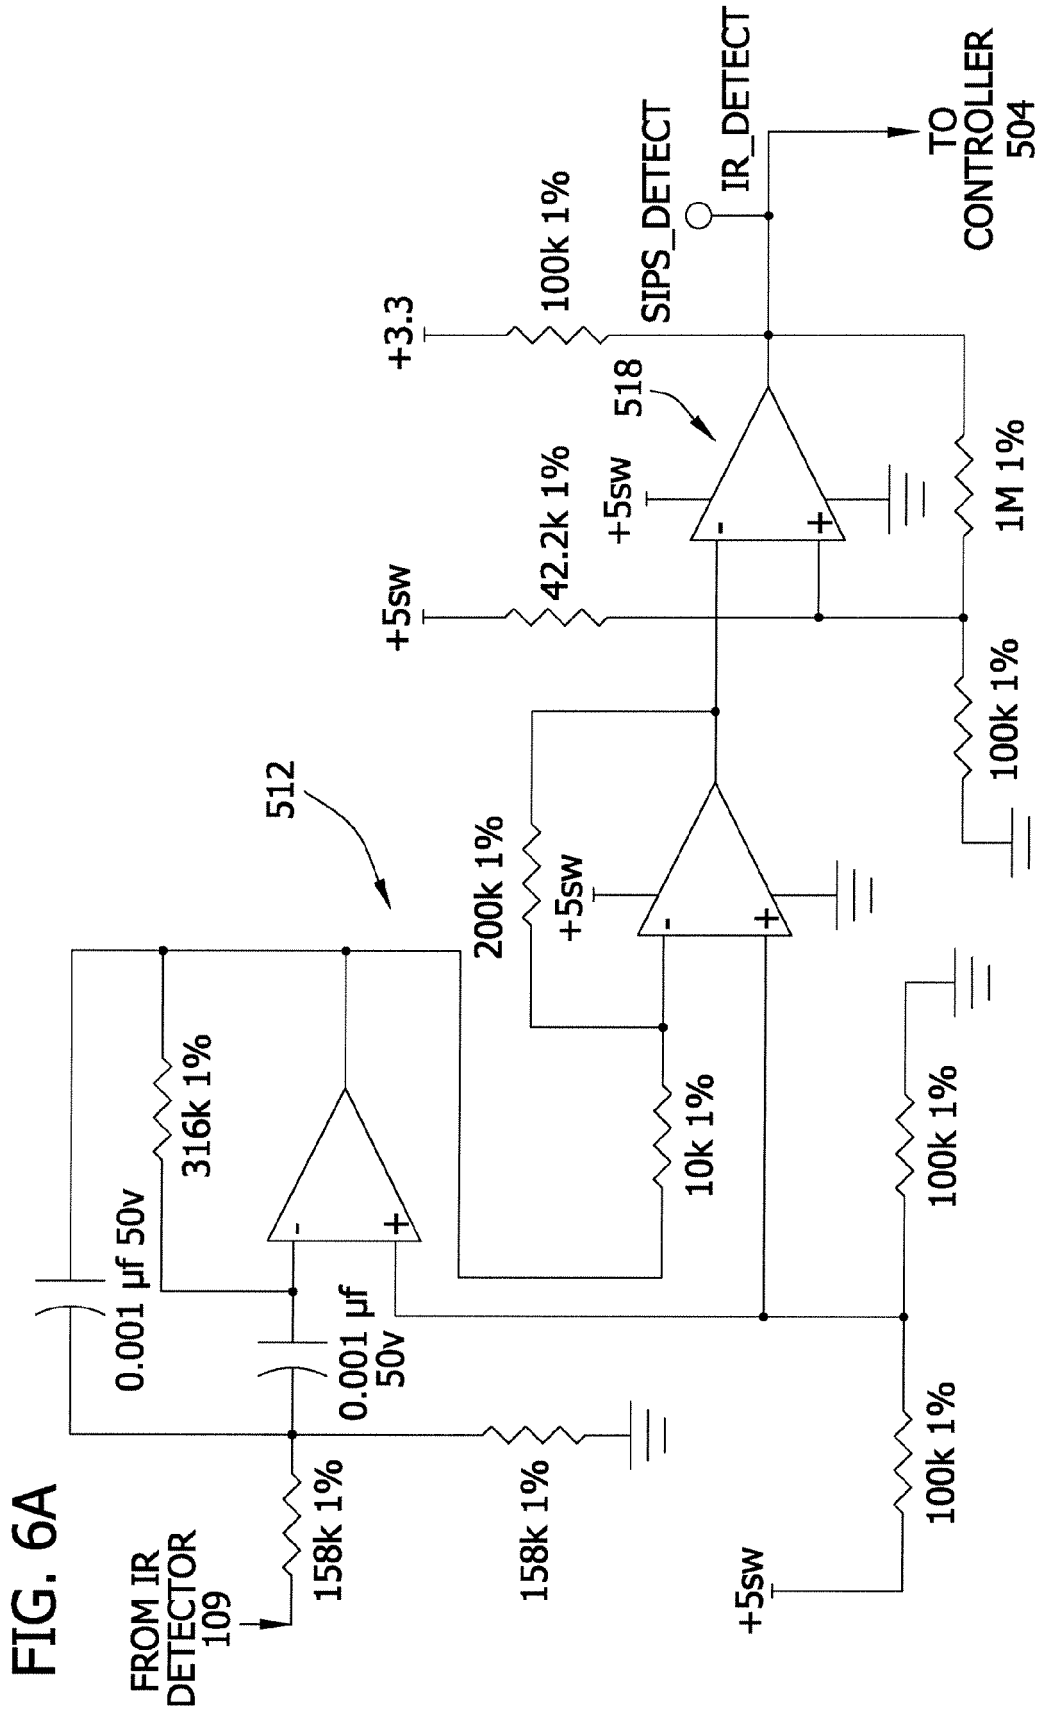 FIG. 6A
FROM IR
DETECTOR
109
158k 1%
158k 1%
0.001 µf 50v
0.001 µf
50v
316k 1%
-
+
512
+5sw
100k 1%
100k 1%
10k 1%
200k 1%
+5sw
-
+
+5sw
42.2k 1%
100k 1%
+5sw
-
+
518
1M 1%
+3.3
100k 1%
SIPS_DETECT
IR_DETECT
TO
CONTROLLER
504